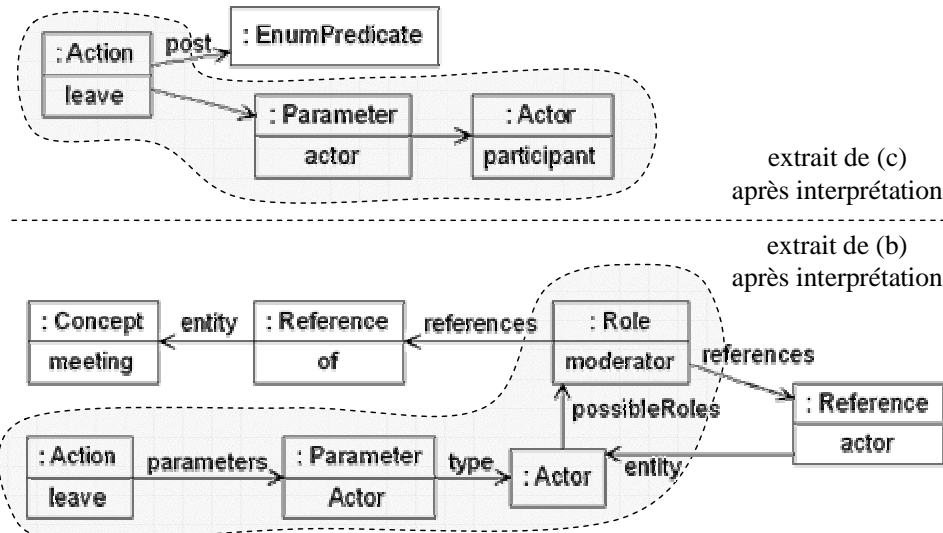 : Action
leave
post
: EnumPredicate
: Parameter
actor
: Actor
participant
extrait de (c)
après interprétation
extrait de (b)
après interprétation
: Concept
meeting
entity
: Reference
of
references
: Role
moderator
references
: Reference
actor
possibleRoles
entity
: Action
leave
parameters
: Parameter
Actor
type
: Actor